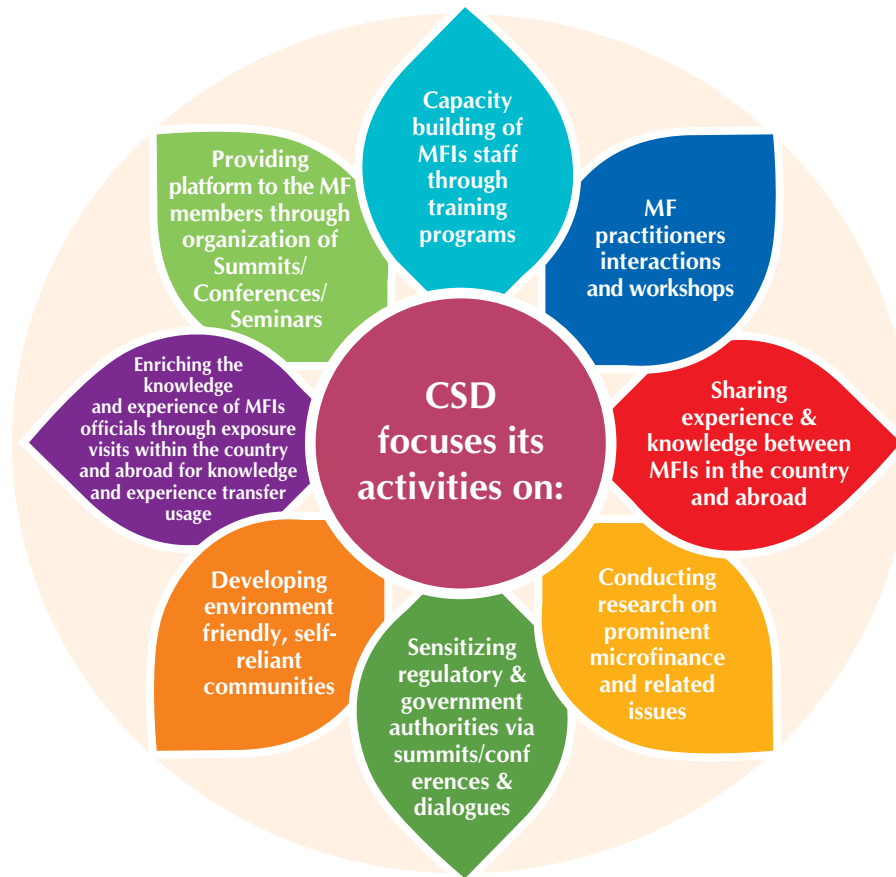 CSD
focuses its
activities on:
Capacity
building of
MFIs staff
through
training
programs
MF
practitioners
interactions
and workshops
Sharing
experience &
knowledge between
MFIs in the country
and abroad
Conducting
research on
prominent
microfinance
and related
issues
Sensitizing
regulatory &
government
authorities via
summits/conf
erences &
dialogues
Developing
environment
friendly, self-
reliant
communities
Enriching the
knowledge
and experience of MFIs
officials through exposure
visits within the country
and abroad for knowledge
and experience transfer
usage
Providing
platform to the MF
members through
organization of
Summits/
Conferences/
Seminars